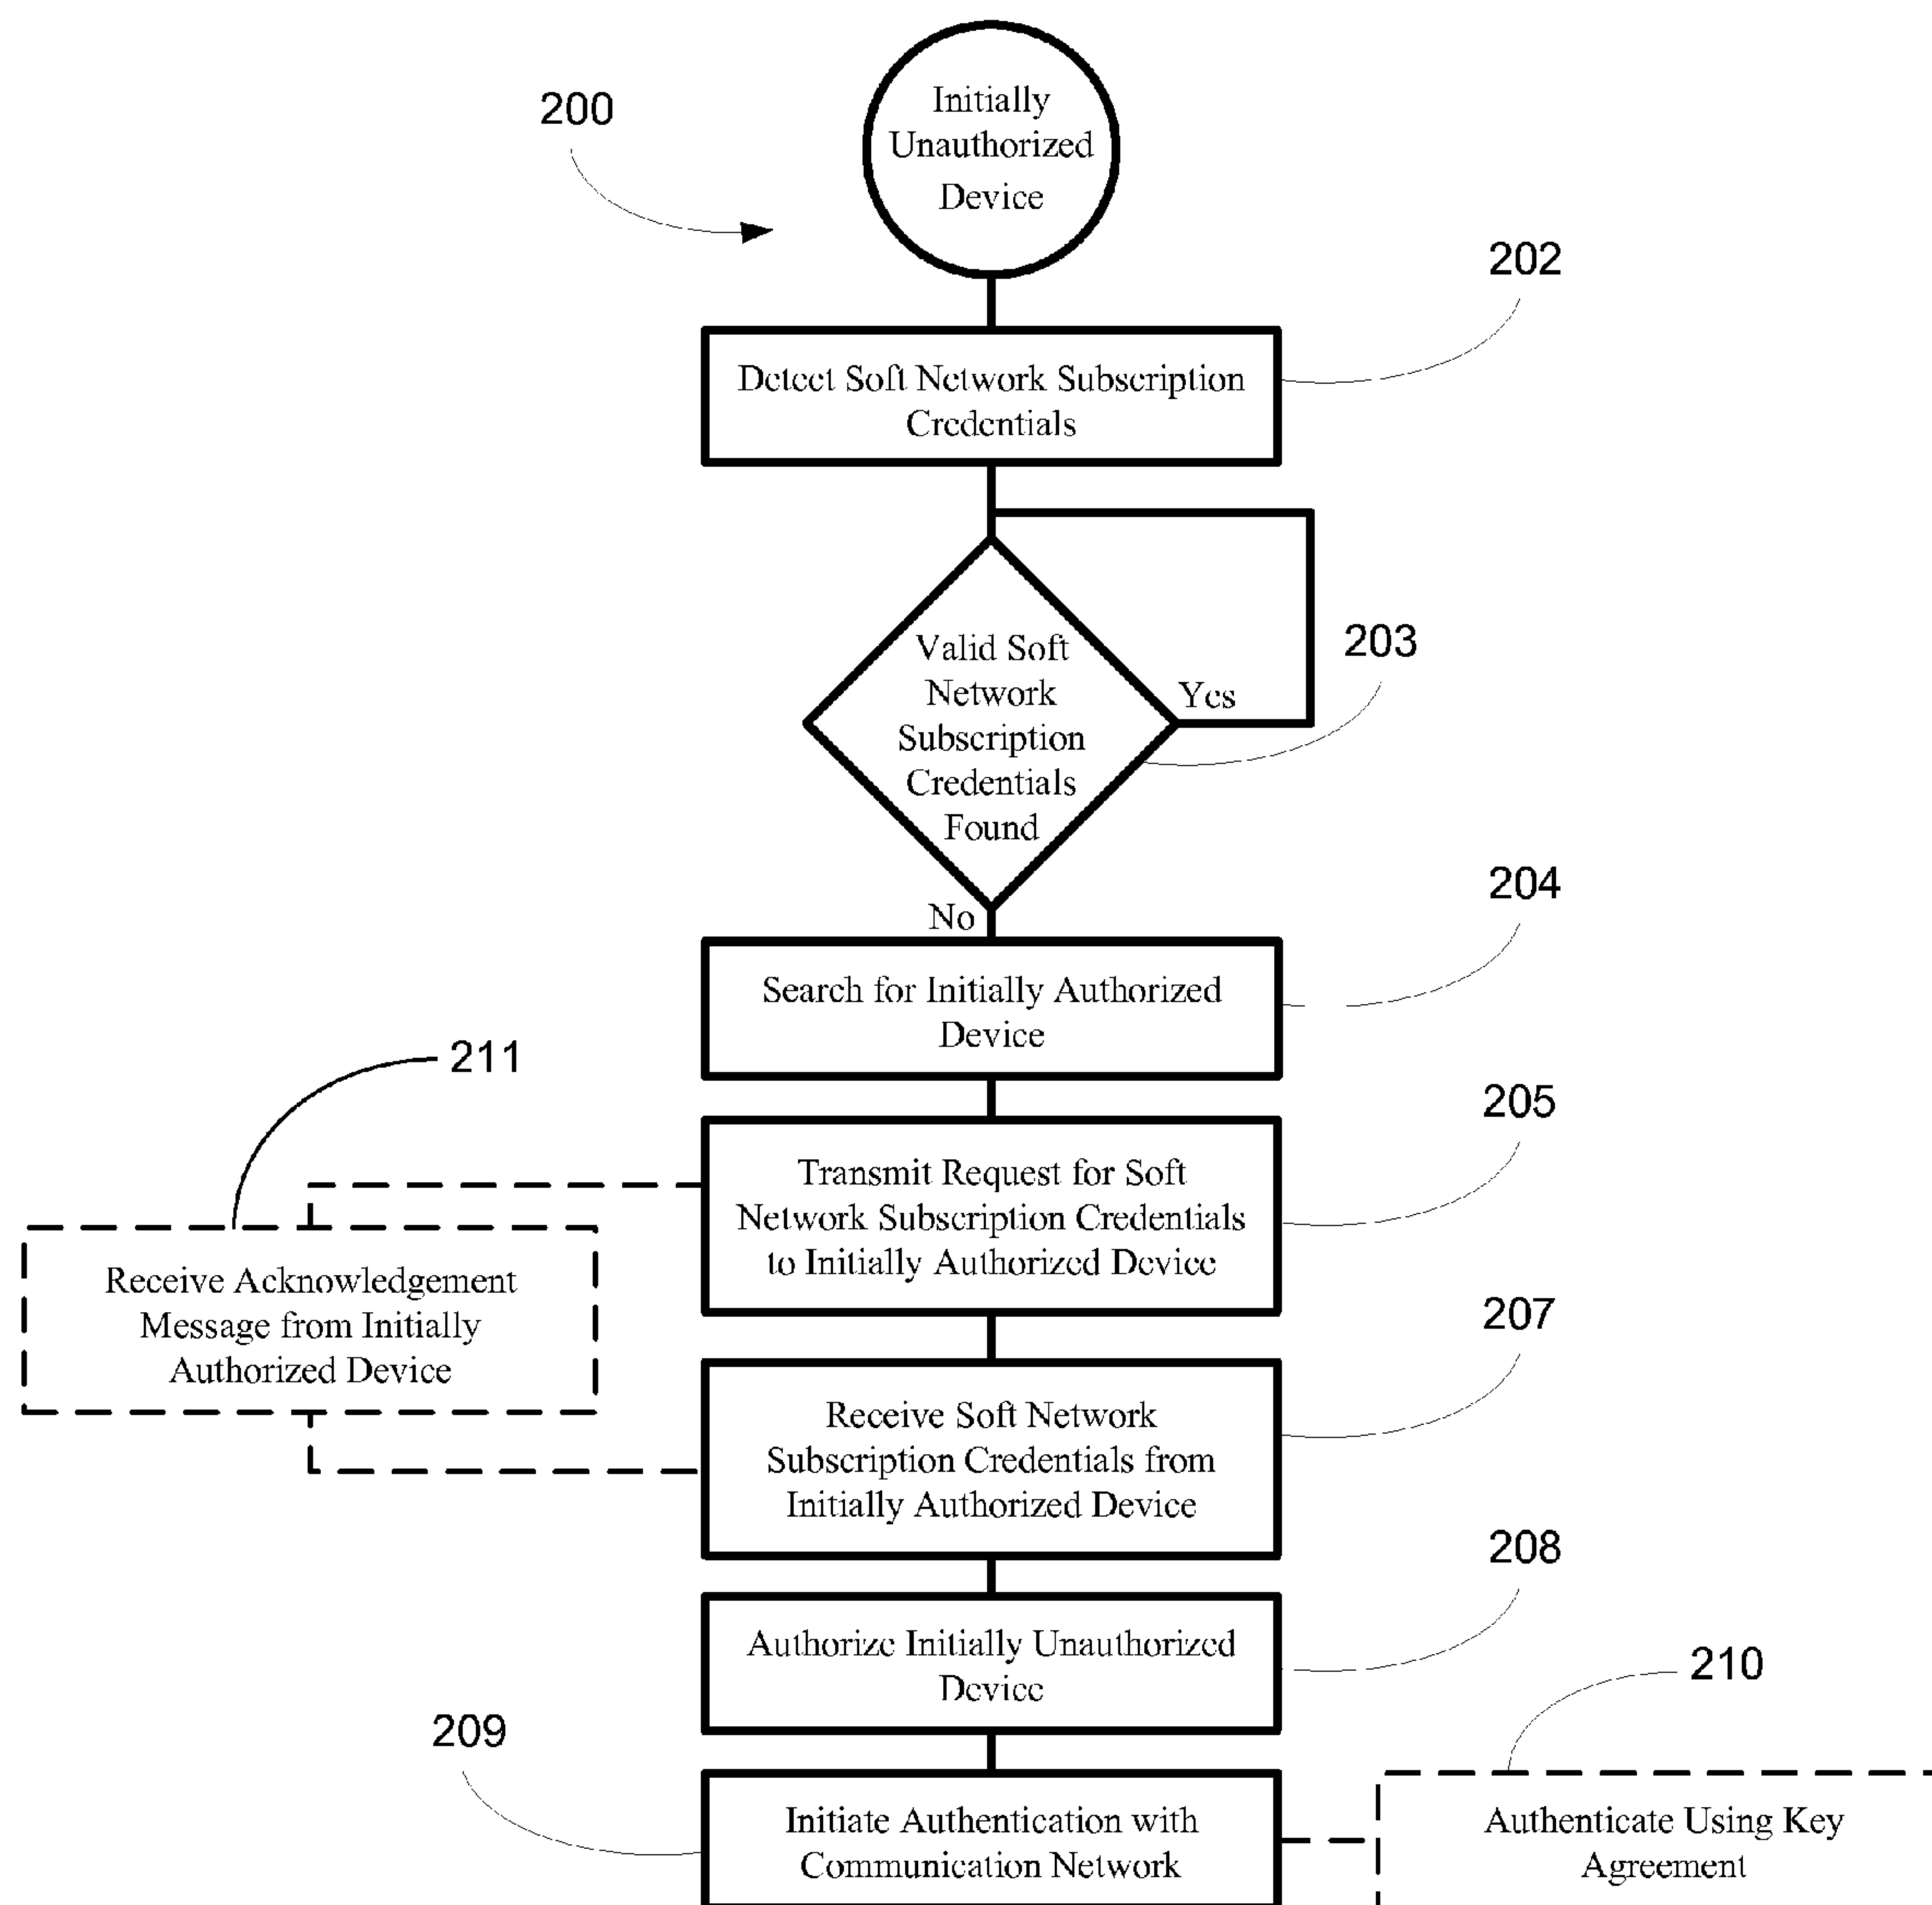 200
Initially
Unauthorized
Device
202
Detect Soft Network Subscription
Credentials
203
Valid Soft
Network
Subscription
Credentials
Found
Yes
No
204
Search for Initially Authorized
Device
211
205
Transmit Request for Soft
Network Subscription Credentials
to Initially Authorized Device
Receive Acknowledgement
Message from Initially
Authorized Device
207
Receive Soft Network
Subscription Credentials from
Initially Authorized Device
208
Authorize Initially Unauthorized
Device
209
210
Initiate Authentication with
Communication Network
Authenticate Using Key
Agreement